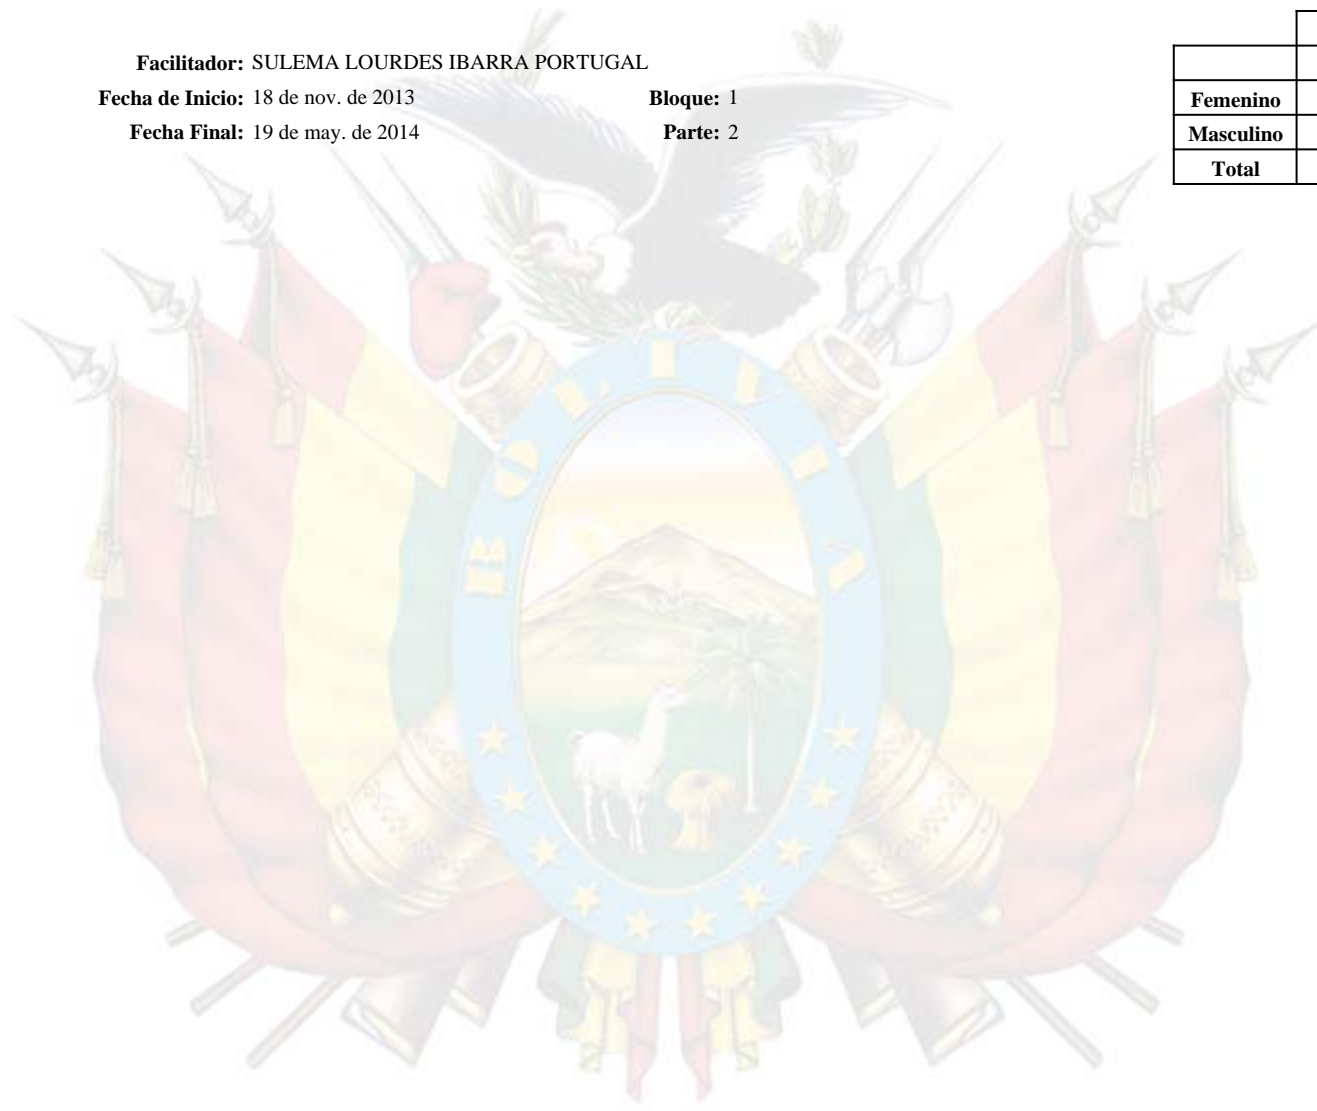 Facilitador: SULEMA LOURDES IBARRA PORTUGAL
Fecha de Inicio: 18 de nov. de 2013 Bloque: 1
Fecha Final: 19 de may. de 2014 Parte: 2
Femenino
Masculino
Total
BOLIVIA